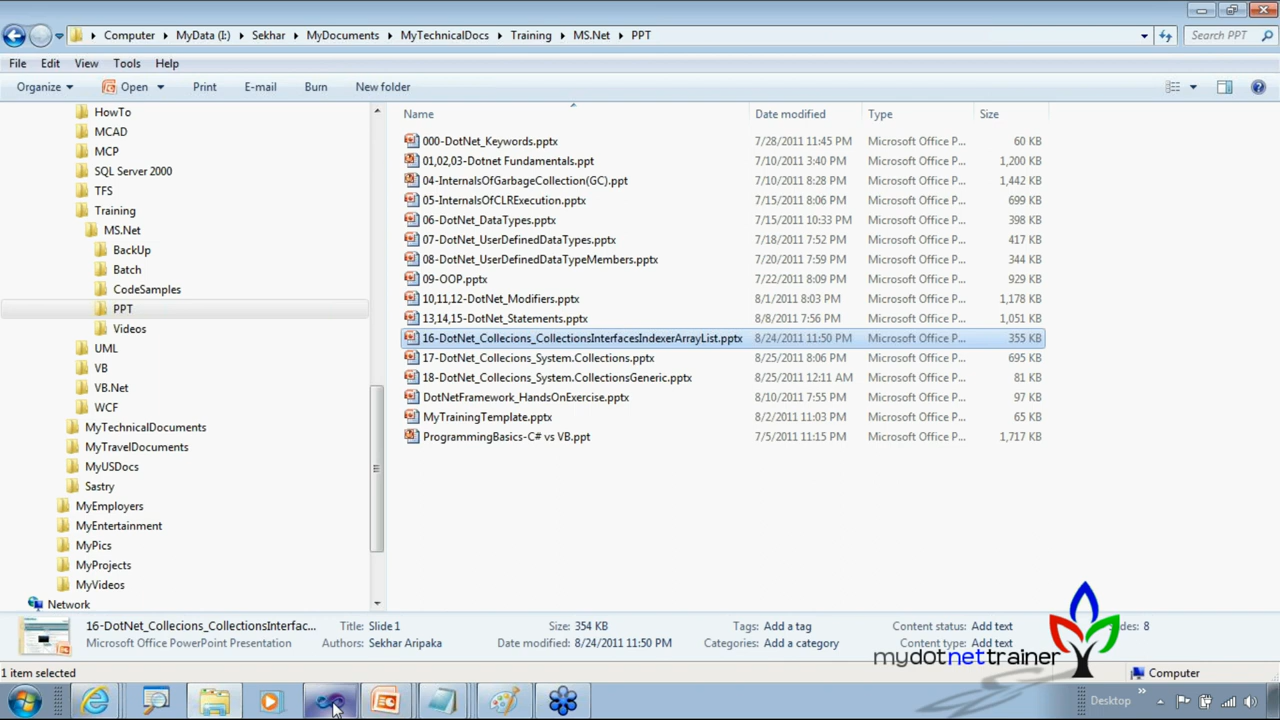 Computer MyData (I:) Sekhar MyDocuments MyTechnicalDocs Training MS.Net PPT Search PPT
File Edit View Tools Help
Organize Open Print E-mail Burn New folder
HowTo
MCAD
MCP
SQL Server 2000
TFS
Training
MS.Net
BackUp
Batch
CodeSamples
PPT
Videos
UML
VB
VB.Net
WCF
MyTechnicalDocuments
MyTravelDocuments
MyUSDocs
Sastry
MyEmployers
MyEntertainment
MyPics
MyProjects
MyVideos
Network
Name Date modified Type Size
000-DotNet_Keywords.pptx 7/28/2011 11:45 PM Microsoft Office P... 60 KB
01,02,03-Dotnet Fundamentals.ppt 7/10/2011 3:40 PM Microsoft Office P... 1,200 KB
04-InternalsOfGarbageCollection(GC).ppt 7/10/2011 8:28 PM Microsoft Office P... 1,442 KB
05-InternalsOfCLRExecution.pptx 7/15/2011 8:06 PM Microsoft Office P... 699 KB
06-DotNet_DataTypes.pptx 7/15/2011 10:33 PM Microsoft Office P... 398 KB
07-DotNet_UserDefinedDataTypes.pptx 7/18/2011 7:52 PM Microsoft Office P... 417 KB
08-DotNet_UserDefinedDataTypeMembers.pptx 7/20/2011 7:59 PM Microsoft Office P... 344 KB
09-OOP.pptx 7/22/2011 8:09 PM Microsoft Office P... 929 KB
10,11,12-DotNet_Modifiers.pptx 8/1/2011 8:03 PM Microsoft Office P... 1,178 KB
13,14,15-DotNet_Statements.pptx 8/8/2011 7:56 PM Microsoft Office P... 1,051 KB
16-DotNet_Collecions_CollectionsInterfacesIndexerArrayList.pptx 8/24/2011 11:50 PM Microsoft Office P... 355 KB
17-DotNet_Collecions_System.Collections.pptx 8/25/2011 8:06 PM Microsoft Office P... 695 KB
18-DotNet_Collecions_System.CollectionsGeneric.pptx 8/25/2011 12:11 AM Microsoft Office P... 81 KB
DotNetFramework_HandsOnExercise.pptx 8/10/2011 7:55 PM Microsoft Office P... 97 KB
MyTrainingTemplate.pptx 8/2/2011 11:03 PM Microsoft Office P... 65 KB
ProgrammingBasics-C# vs VB.ppt 7/5/2011 11:15 PM Microsoft Office P... 1,717 KB
16-DotNet_Collecions_CollectionsInterfac... Title: Slide 1 Size: 354 KB Tags: Add a tag Content status: Add text des: 8
Microsoft Office PowerPoint Presentation Authors: Sekhar Aripaka Date modified: 8/24/2011 11:50 PM Categories: Add a category Content type: Add text
mydotnettrainer
1 item selected Computer
Desktop